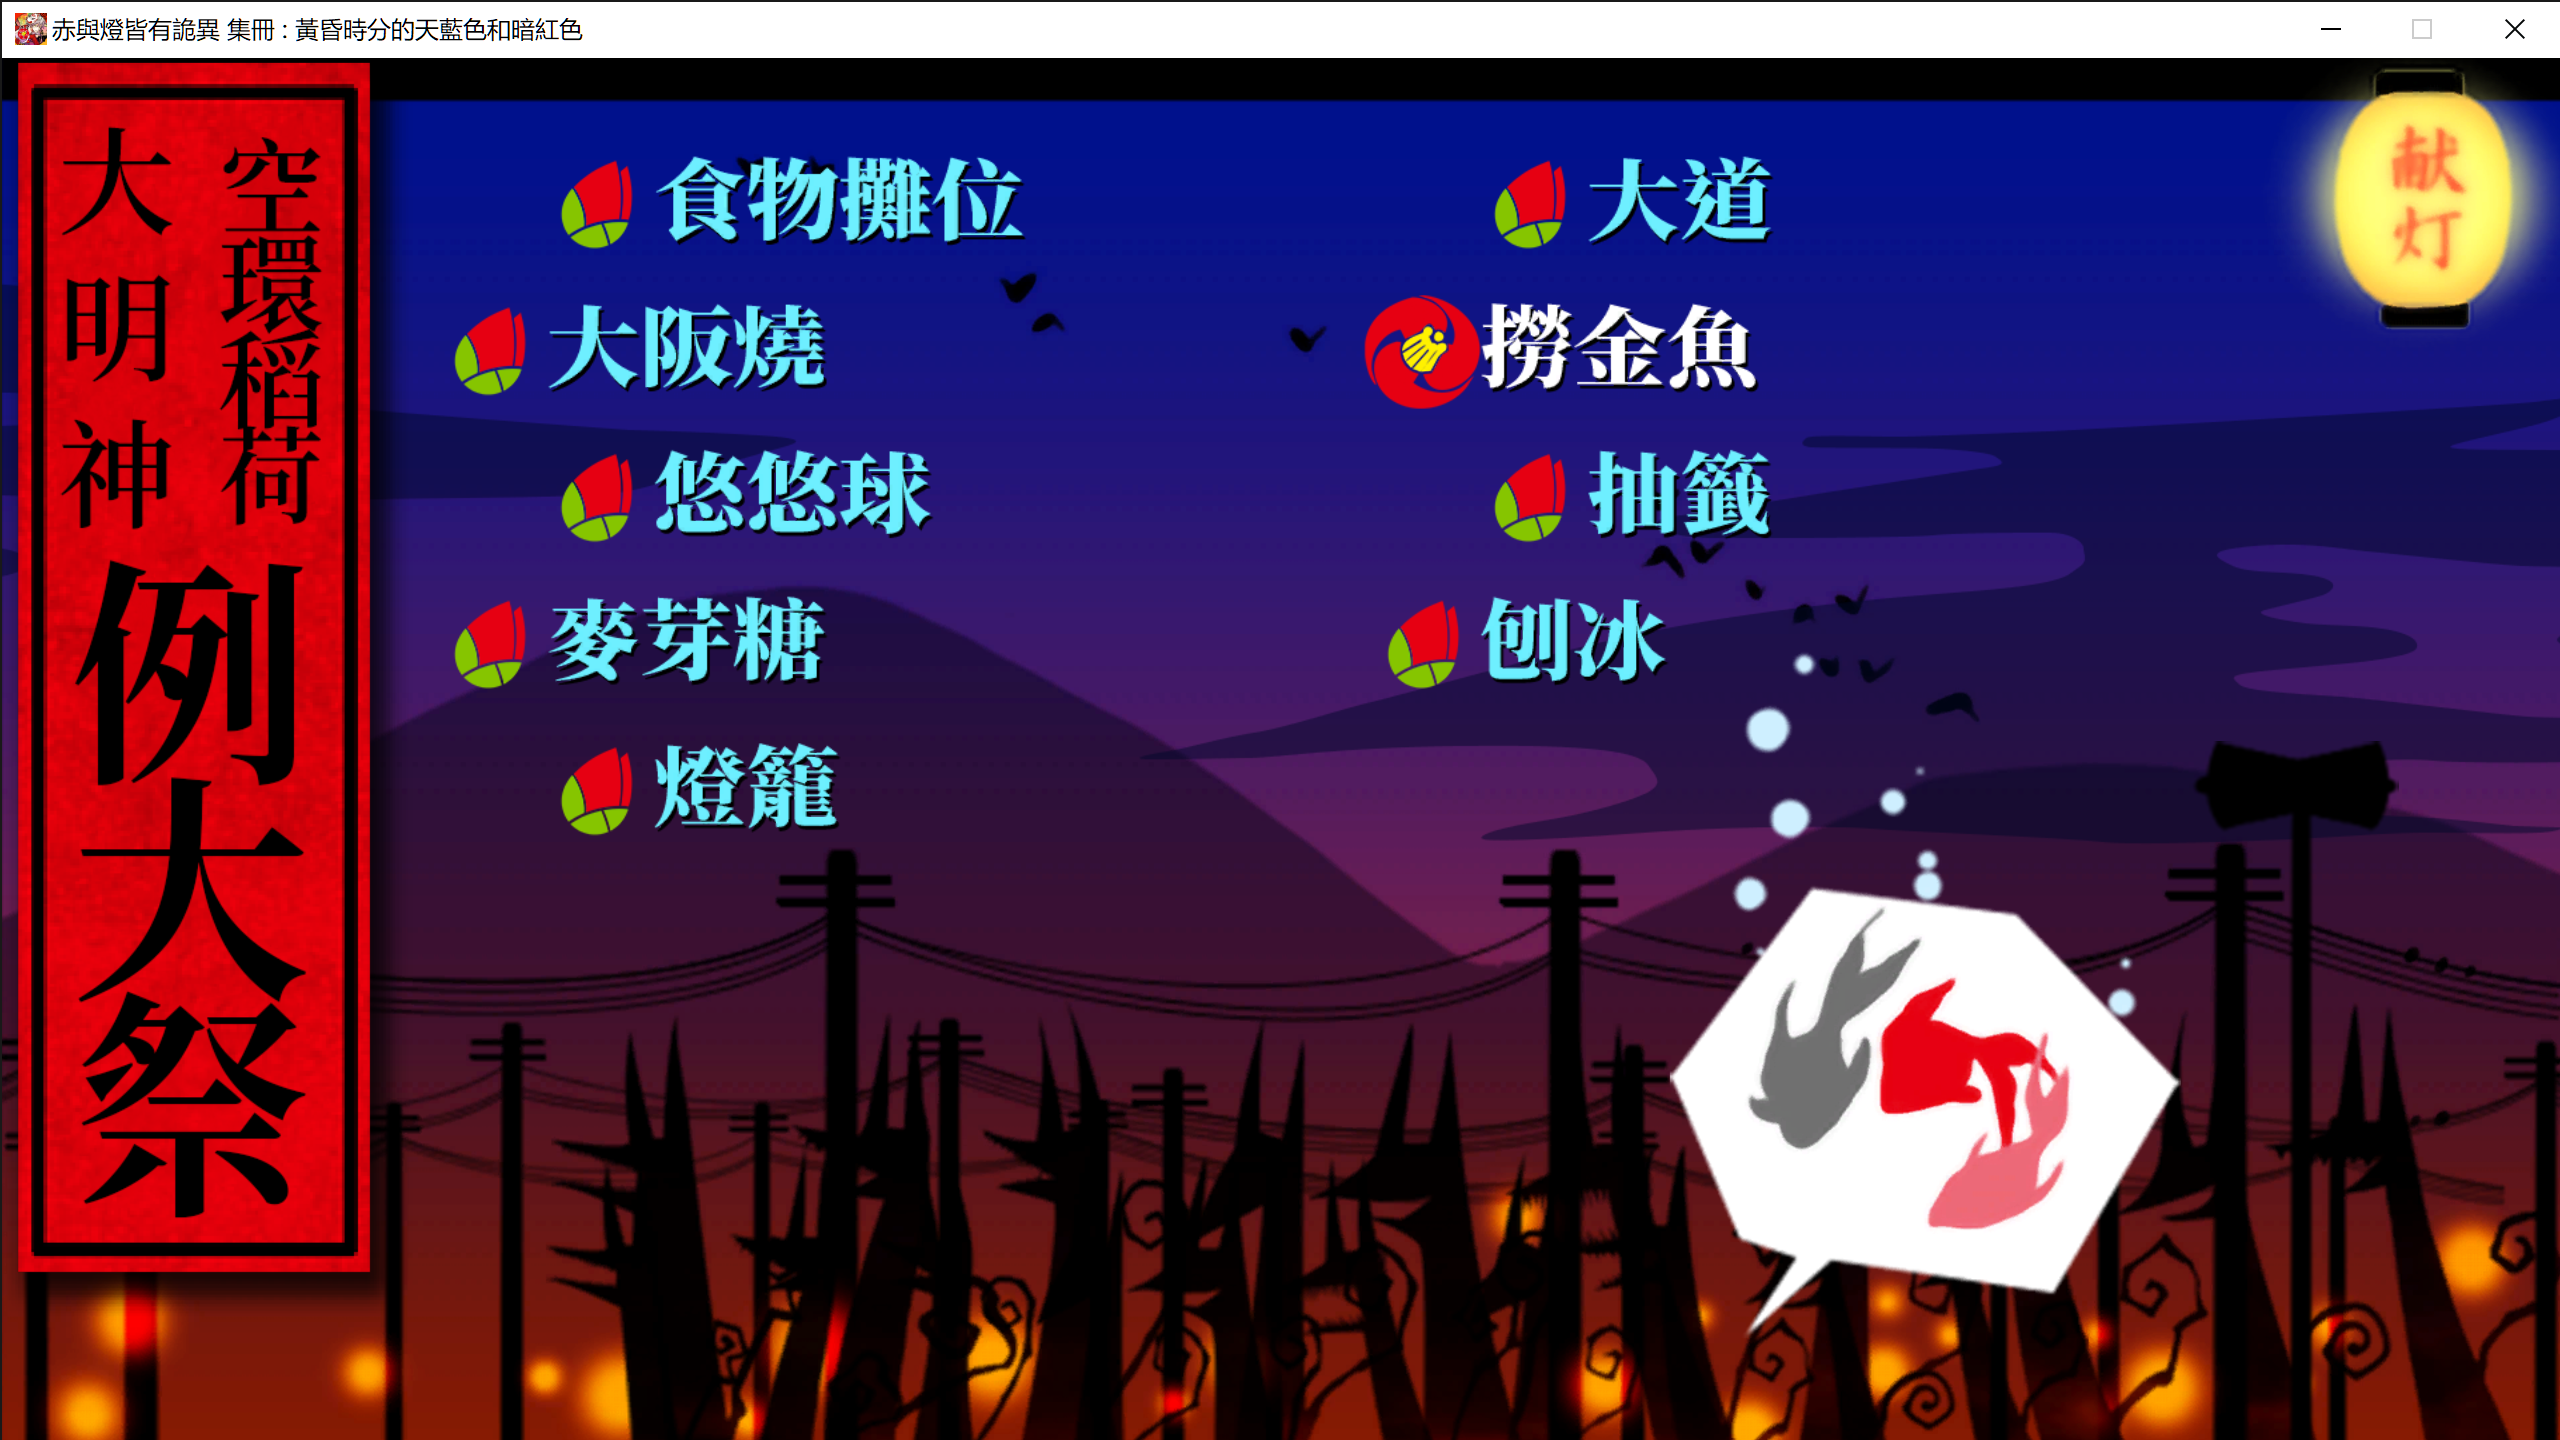 赤與燈皆有詭異 集冊 : 黃昏時分的天藍色和暗紅色
空環稻荷
大明神
例大祭
食物攤位
大阪燒
悠悠球
麥芽糖
燈籠
大道
撈金魚
抽籤
刨冰
献灯